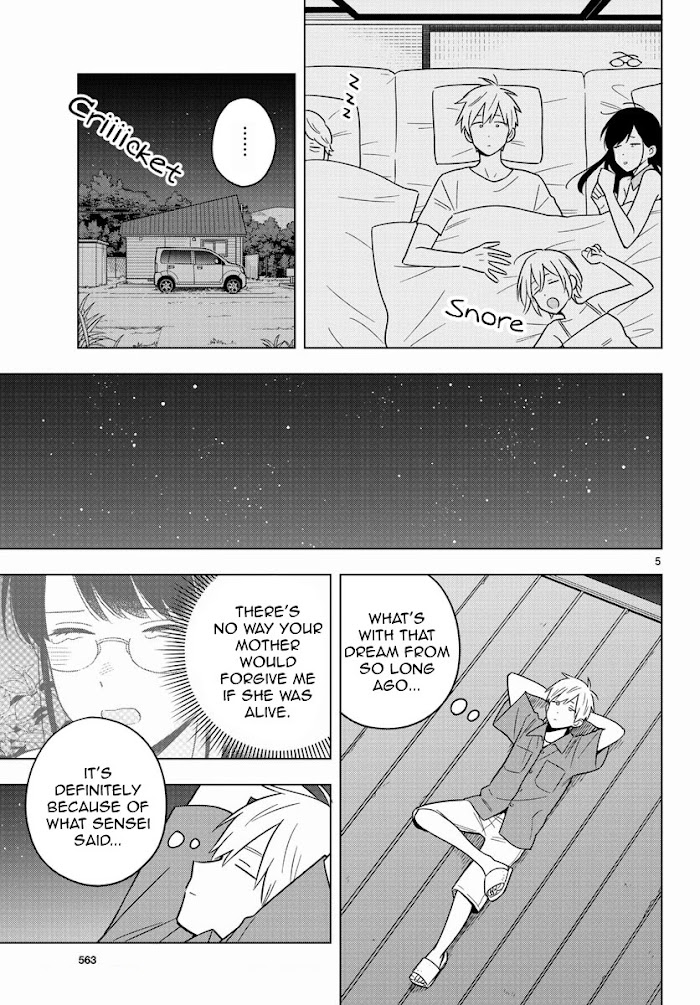 z z z
Snore
......
Criiiicket
5
WHAT'S
WITH THAT
DREAM FROM
SO LONG
AGO...
THERE'S
NO WAY YOUR
MOTHER
WOULD
FORGIVE ME
IF SHE WAS
ALIVE.
IT'S
DEFINITELY
BECAUSE OF
WHAT SENSEI
SAID...
563